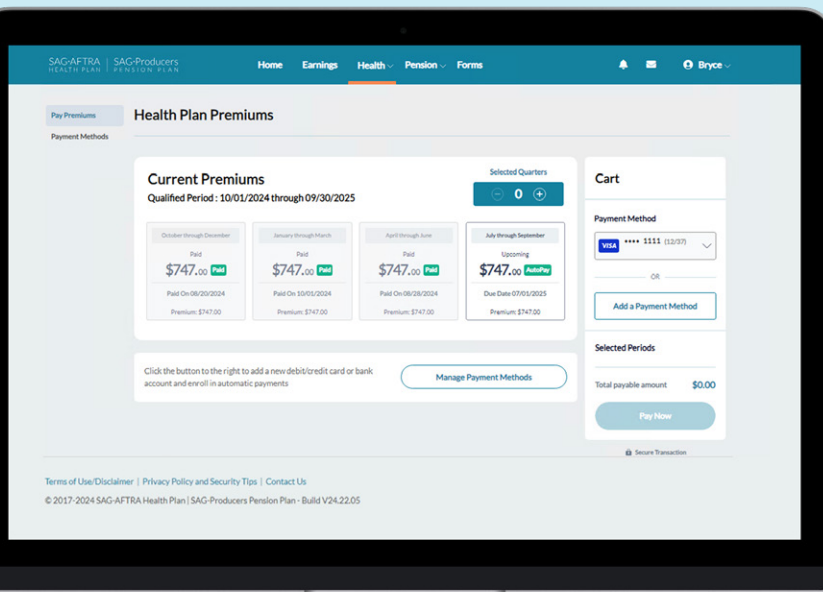 SAG-AFTRA | SAG-Producers
HEALTH PLAN | PENSION PLAN
Home Earnings Health Pension Forms
Bryce
Pay Premiums
Payment Methods
Health Plan Premiums
Current Premiums
Qualified Period : 10/01/2024 through 09/30/2025
Selected Quarters
0
October through December
Paid
$747.00 Paid
Paid On 08/20/2024
Premium: $747.00
January through March
Paid
$747.00 Paid
Paid On 10/01/2024
Premium: $747.00
April through June
Paid
$747.00 Paid
Paid On 08/28/2024
Premium: $747.00
July through September
Upcoming
$747.00 AutoPay
Due Date 07/01/2025
Premium: $747.00
Click the button to the right to add a new debit/credit card or bank
account and enroll in automatic payments
Manage Payment Methods
Cart
Payment Method
VISA •••• 1111 (12/37)
OR
Add a Payment Method
Selected Periods
Total payable amount $0.00
Pay Now
Secure Transaction
Terms of Use/Disclaimer | Privacy Policy and Security Tips | Contact Us
© 2017-2024 SAG-AFTRA Health Plan | SAG-Producers Pension Plan - Build V24.22.05